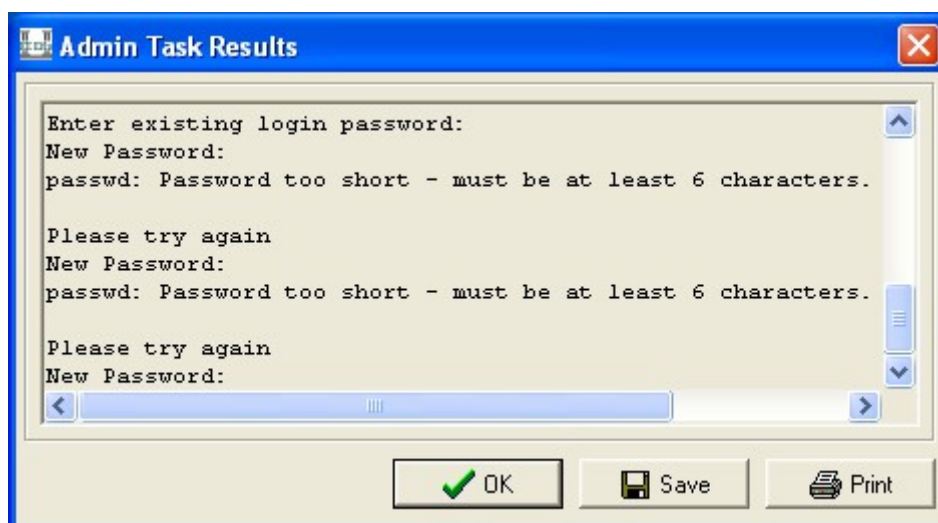 Admin Task Results
Enter existing login password:
New Password:
passwd: Password too short - must be at least 6 characters.
Please try again
New Password:
passwd: Password too short - must be at least 6 characters.
Please try again
New Password:
OK
Save
Print